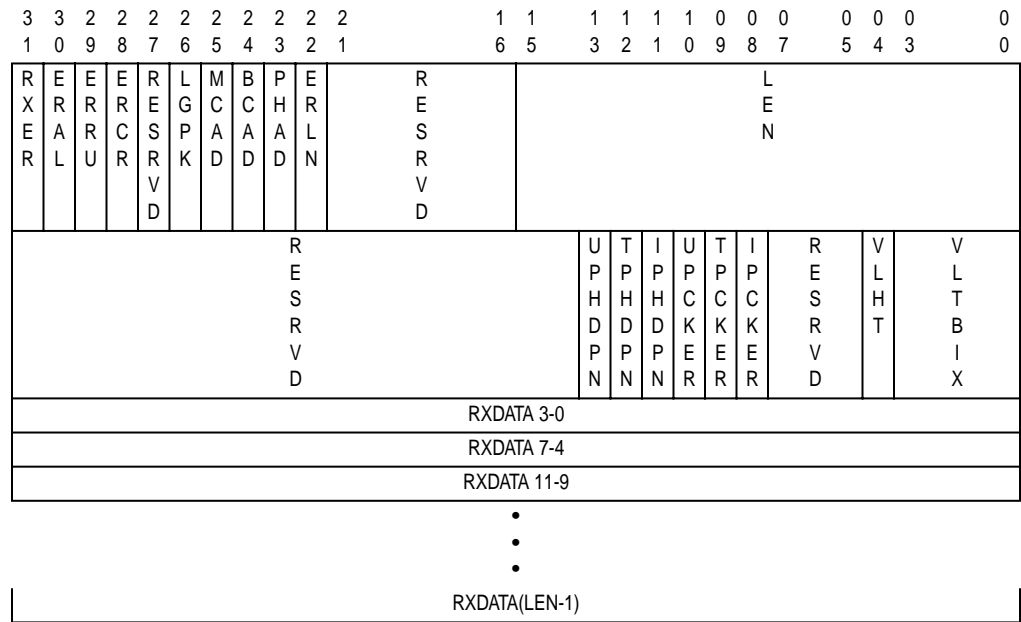 3 3 2 2 2 2 2 2 2 2 2 1 1 1 1 1 1 0 0 0 0 0 0 0
1 0 9 8 7 6 5 4 3 2 1 6 5 3 2 1 0 9 8 7 5 4 3 0
RXER
ERAL
ERRU
ERCR
RESRVD
LGPK
MCAD
BCAD
PHAD
ERLN
RESRVD
LEN
RESRVD
UPHDPN
TPHDPN
IPHDPN
UPCKER
TPCKER
IPCKER
RESRVD
VLHT
VLTBIX
RXDATA 3-0
RXDATA 7-4
RXDATA 11-9
RXDATA(LEN-1)